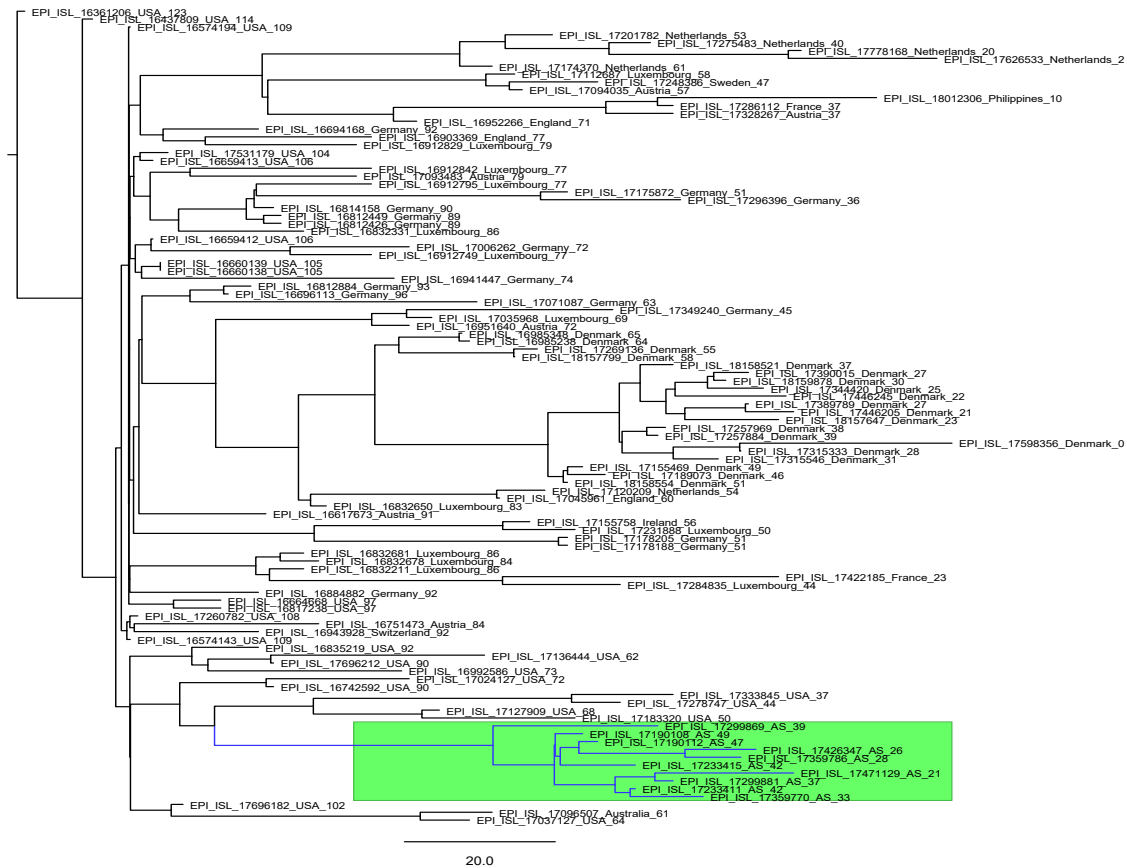 EPI_ISL_16361206_USA_123
EPI_ISL_16437809_USA_114
EPI_ISL_16574194_USA_109
EPI_ISL_17201782_Netherlands_53
EPI_ISL_17275483_Netherlands_40
EPI_ISL_17778168_Netherlands_20
EPI_ISL_17626533_Netherlands_2
EPI_ISL_17174370_Netherlands_61
EPI_ISL_17112687_Luxembourg_58
EPI_ISL_17248386_Sweden_47
EPI_ISL_17094035_Austria_57
EPI_ISL_18012306_Philippines_10
EPI_ISL_17286112_France_37
EPI_ISL_17328267_Austria_37
EPI_ISL_16952266_England_71
EPI_ISL_16694168_Germany_92
EPI_ISL_16903369_England_77
EPI_ISL_16912829_Luxembourg_79
EPI_ISL_17531179_USA_104
EPI_ISL_16659413_USA_106
EPI_ISL_16912842_Luxembourg_77
EPI_ISL_17093483_Austria_79
EPI_ISL_16912795_Luxembourg_77
EPI_ISL_17175872_Germany_51
EPI_ISL_17296396_Germany_36
EPI_ISL_16814158_Germany_90
EPI_ISL_16812449_Germany_89
EPI_ISL_16812426_Germany_89
EPI_ISL_16832331_Luxembourg_86
EPI_ISL_16659412_USA_106
EPI_ISL_17006262_Germany_72
EPI_ISL_16912749_Luxembourg_77
EPI_ISL_16660139_USA_105
EPI_ISL_16660138_USA_105
EPI_ISL_16941447_Germany_74
EPI_ISL_16812884_Germany_93
EPI_ISL_16696113_Germany_96
EPI_ISL_17071087_Germany_63
EPI_ISL_17349240_Germany_45
EPI_ISL_17035968_Luxembourg_69
EPI_ISL_16951640_Austria_72
EPI_ISL_16985348_Denmark_65
EPI_ISL_16985238_Denmark_64
EPI_ISL_17269136_Denmark_55
EPI_ISL_18157799_Denmark_58
EPI_ISL_18158521_Denmark_37
EPI_ISL_17390015_Denmark_27
EPI_ISL_18159878_Denmark_30
EPI_ISL_17344420_Denmark_25
EPI_ISL_17446245_Denmark_22
EPI_ISL_17389789_Denmark_27
EPI_ISL_17446205_Denmark_21
EPI_ISL_18157647_Denmark_23
EPI_ISL_17257969_Denmark_38
EPI_ISL_17257884_Denmark_39
EPI_ISL_17598356_Denmark_0
EPI_ISL_17315333_Denmark_28
EPI_ISL_17315546_Denmark_31
EPI_ISL_17155469_Denmark_49
EPI_ISL_17189073_Denmark_46
EPI_ISL_18158554_Denmark_51
EPI_ISL_17120209_Netherlands_54
EPI_ISL_17045961_England_60
EPI_ISL_16832650_Luxembourg_83
EPI_ISL_16617673_Austria_91
EPI_ISL_17155758_Ireland_56
EPI_ISL_17231888_Luxembourg_50
EPI_ISL_17178205_Germany_51
EPI_ISL_17178188_Germany_51
EPI_ISL_16832681_Luxembourg_86
EPI_ISL_16832678_Luxembourg_84
EPI_ISL_16832211_Luxembourg_86
EPI_ISL_17422185_France_23
EPI_ISL_17284835_Luxembourg_44
EPI_ISL_16884882_Germany_92
EPI_ISL_16664668_USA_97
EPI_ISL_16817238_USA_97
EPI_ISL_17260782_USA_108
EPI_ISL_16751473_Austria_84
EPI_ISL_16943928_Switzerland_92
EPI_ISL_16574143_USA_109
EPI_ISL_16835219_USA_92
EPI_ISL_17136444_USA_62
EPI_ISL_17696212_USA_90
EPI_ISL_16992586_USA_73
EPI_ISL_17024127_USA_72
EPI_ISL_16742592_USA_90
EPI_ISL_17333845_USA_37
EPI_ISL_17278747_USA_44
EPI_ISL_17127909_USA_68
EPI_ISL_17183320_USA_50
EPI_ISL_17299869_AS_39
EPI_ISL_17190108_AS_49
EPI_ISL_17190112_AS_47
EPI_ISL_17426347_AS_26
EPI_ISL_17359786_AS_28
EPI_ISL_17233415_AS_42
EPI_ISL_17471129_AS_21
EPI_ISL_17299881_AS_37
EPI_ISL_17233411_AS_42
EPI_ISL_17359770_AS_33
EPI_ISL_17696182_USA_102
EPI_ISL_17096507_Australia_61
EPI_ISL_17037127_USA_64
20.0